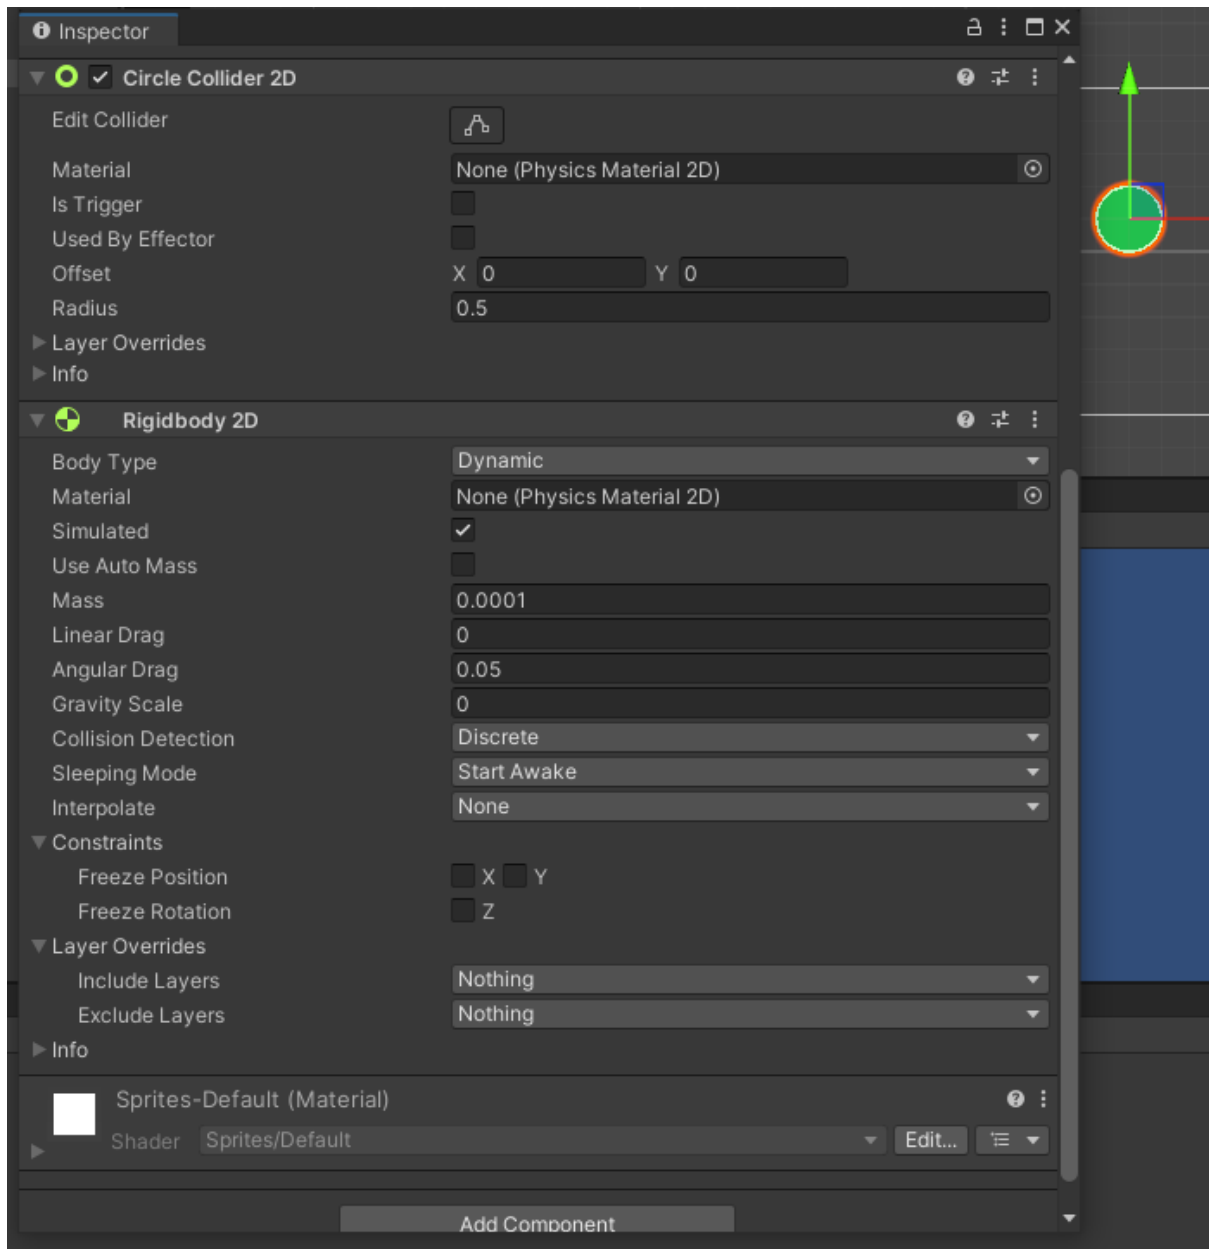 Inspector
Circle Collider 2D
Edit Collider
Material None (Physics Material 2D)
Is Trigger
Used By Effector
Offset X 0 Y 0
Radius 0.5
Layer Overrides
Info
Rigidbody 2D
Body Type Dynamic
Material None (Physics Material 2D)
Simulated
Use Auto Mass
Mass 0.0001
Linear Drag 0
Angular Drag 0.05
Gravity Scale 0
Collision Detection Discrete
Sleeping Mode Start Awake
Interpolate None
Constraints
Freeze Position X Y
Freeze Rotation Z
Layer Overrides
Include Layers Nothing
Exclude Layers Nothing
Info
Sprites-Default (Material)
Shader Sprites/Default Edit...
Add Component